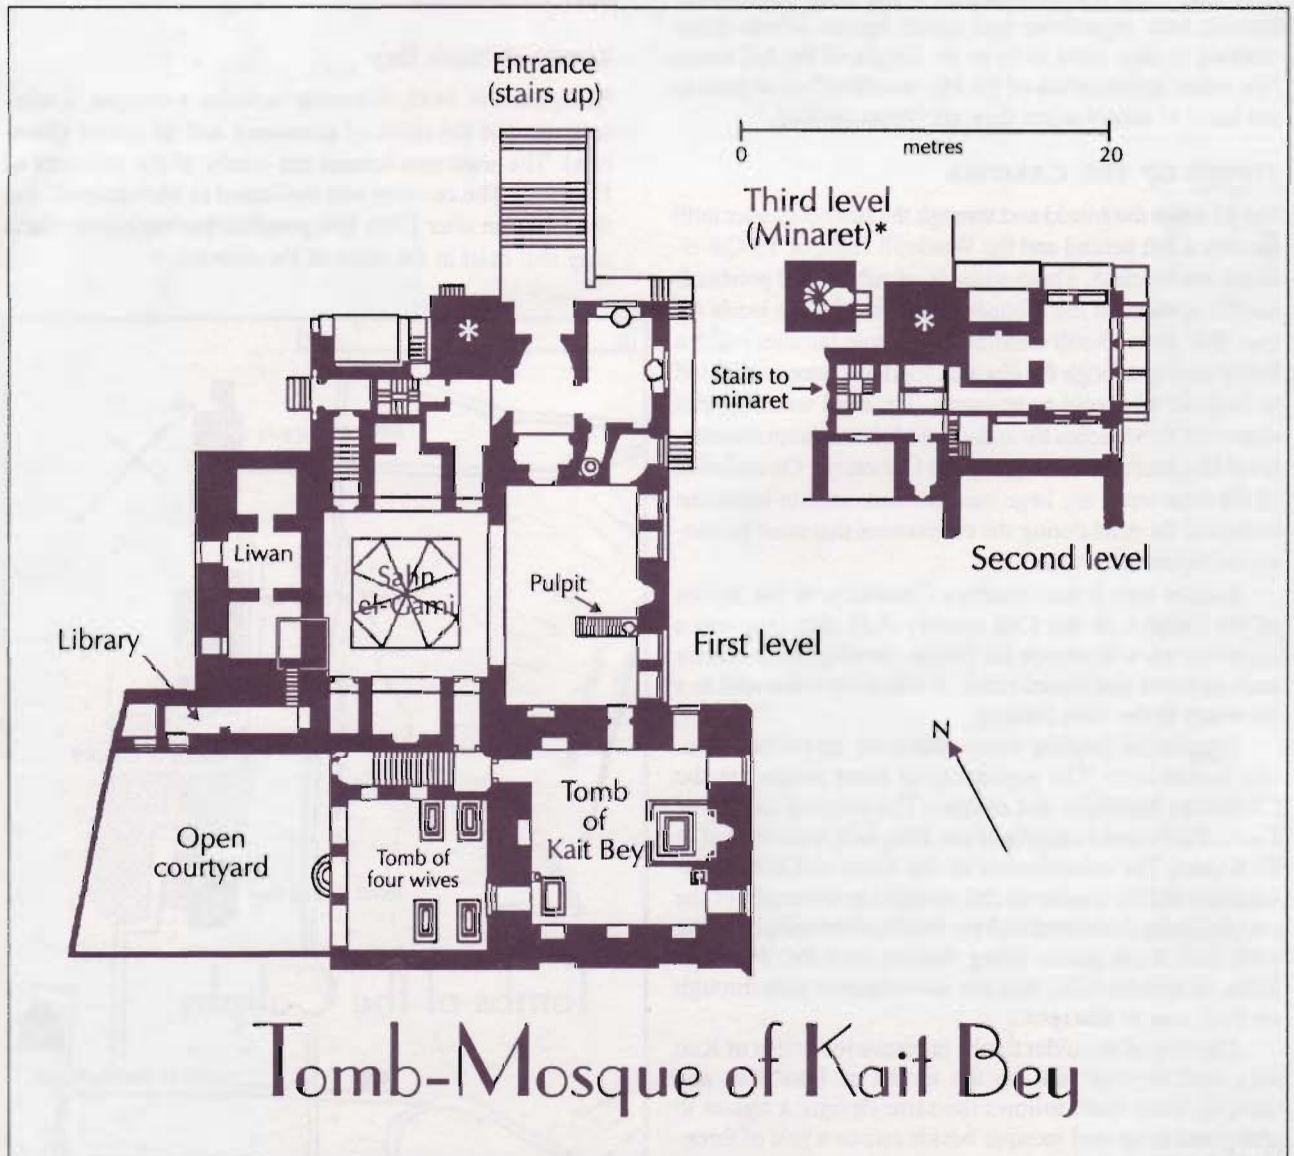 Entrance
(stairs up)
0
metres
20
Third level
(Minaret)*
*
*
Stairs to
minaret
Second level
Liwan
Sahn
el-Gami
Pulpit
First level
Library
N
Open
courtyard
Tomb of
four wives
Tomb
of
Kait Bey
Tomb-Mosque of Kait Bey